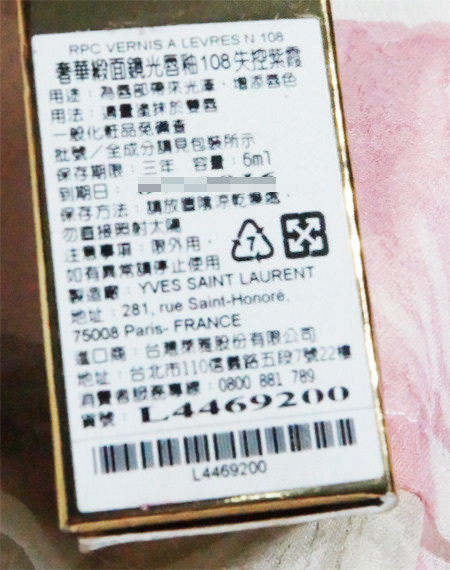 RPC VERNIS A LEVRES N 108
奢華緞面鏡光唇釉108失控紫霞
用途：為唇部帶來光澤、增添唇色
用法：適量塗抹於雙唇
一般化粧品免備查
批號／全成分請見包裝所示
保存期限：三年 容量：6ml
到期日：
保存方法：請放置陰涼乾燥處，
勿直接照射太陽
注意事項：限外用，
如有異常請停止使用
7
製造廠：YVES SAINT LAURENT
地址：281, rue Saint-Honoré,
75008 Paris- FRANCE
進口商：台灣萊雅股份有限公司
地址：台北市110信義路五段7號22樓
消費者服務專線：0800 881 789
貨號：L4469200
L4469200